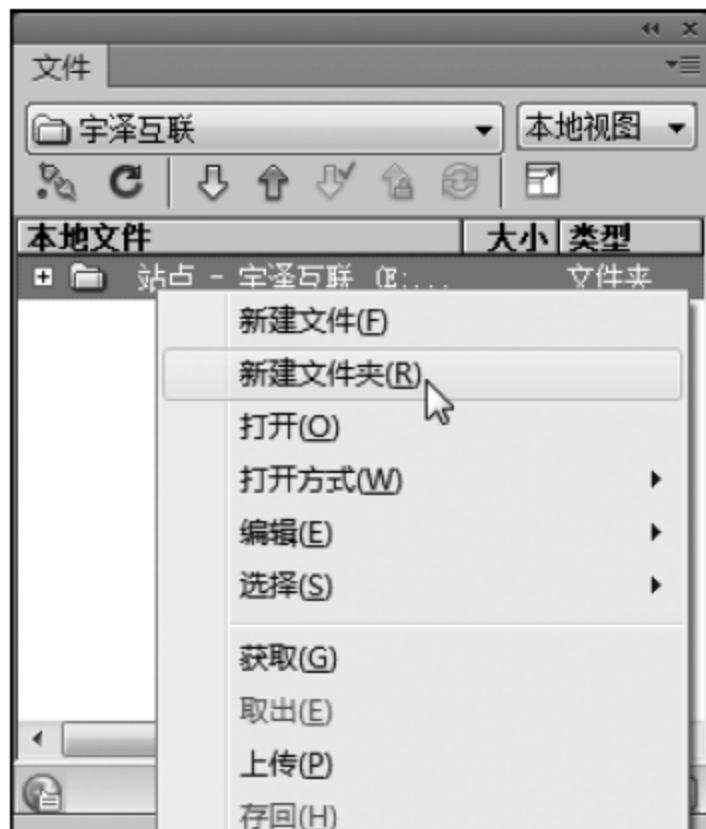 文件
宇泽互联 本地视图
本地文件 大小 类型
站点 - 宇泽互联 (E:... 文件夹
新建文件(F)
新建文件夹(R)
打开(O)
打开方式(W)
编辑(E)
选择(S)
获取(G)
取出(E)
上传(P)
存回(H)